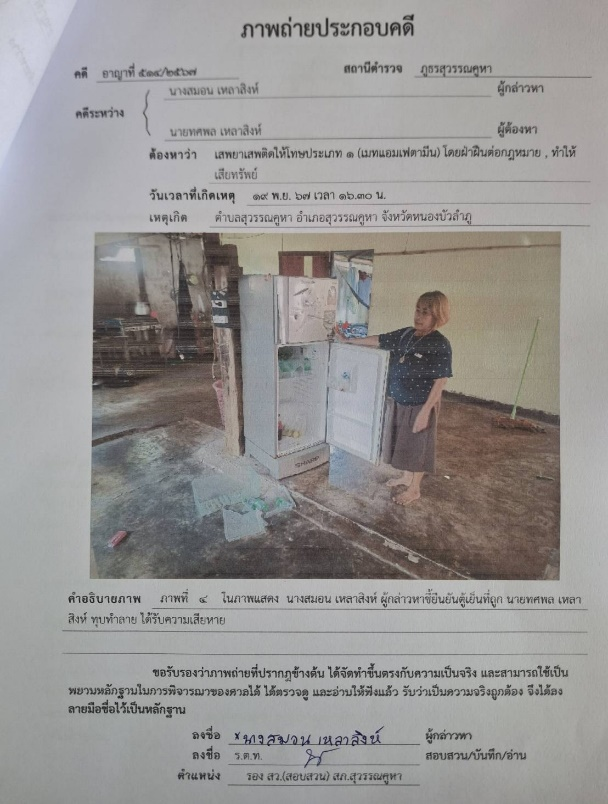 ภาพถ่ายประกอบคดี
คดี อาญาที่ ๕๑๔/๒๕๖๗ สถานีตำรวจ ภูธรสุวรรณคูหา
นางสมอน เหลาสิงห์ ผู้กล่าวหา
คดีระหว่าง
นายทศพล เหลาสิงห์ ผู้ต้องหา
ต้องหาว่า เสพยาเสพติดให้โทษประเภท ๑ (เมทแอมเฟตามีน) โดยฝ่าฝืนต่อกฎหมาย , ทำให้
เสียทรัพย์
วันเวลาที่เกิดเหตุ ๑๙ พ.ย. ๖๗ เวลา ๑๖.๓๐ น.
เหตุเกิด ตำบลสุวรรณคูหา อำเภอสุวรรณคูหา จังหวัดหนองบัวลำภู
SHARP
คำอธิบายภาพ ภาพที่ ๔ ในภาพแสดง นางสมอน เหลาสิงห์ ผู้กล่าวหาชี้ยืนยันตู้เย็นที่ถูก นายทศพล เหลา
สิงห์ ทุบทำลาย ได้รับความเสียหาย
ขอรับรองว่าภาพถ่ายที่ปรากฏข้างต้น ได้จัดทำขึ้นตรงกับความเป็นจริง และสามารถใช้เป็น
พยานหลักฐานในการพิจารณาของศาลได้ ได้ตรวจดู และอ่านให้ฟังแล้ว รับว่าเป็นความจริงถูกต้อง จึงได้ลง
ลายมือชื่อไว้เป็นหลักฐาน
ลงชื่อ x นางสมอน เหลาสิงห์ ผู้กล่าวหา
ลงชื่อ ร.ต.ท. สอบสวน/บันทึก/อ่าน
ตำแหน่ง รอง สว.(สอบสวน) สภ.สุวรรณคูหา